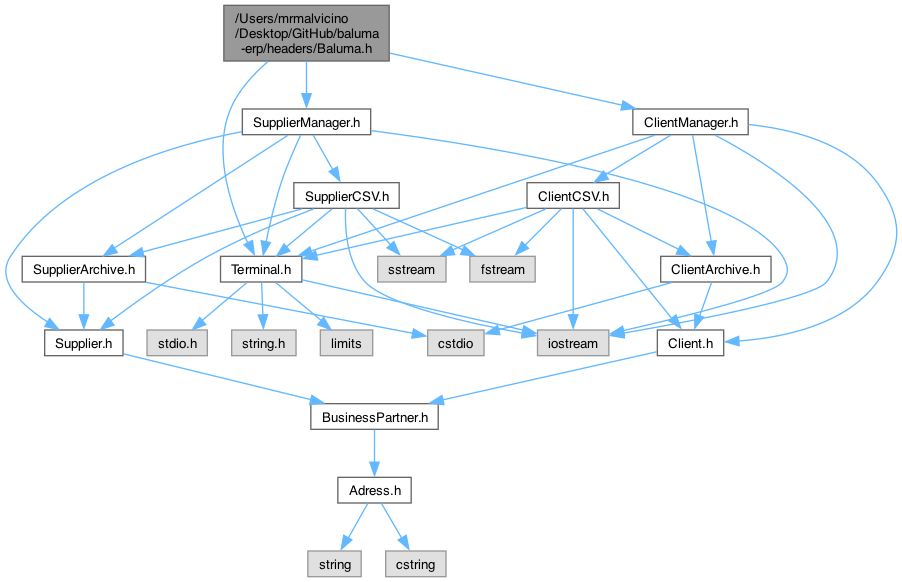 /Users/mrmalvicino
/Desktop/GitHub/baluma
-erp/headers/Baluma.h
SupplierManager.h
ClientManager.h
SupplierCSV.h
ClientCSV.h
SupplierArchive.h
Terminal.h
sstream
fstream
ClientArchive.h
Supplier.h
stdio.h
string.h
limits
cstdio
iostream
Client.h
BusinessPartner.h
Adress.h
string
cstring